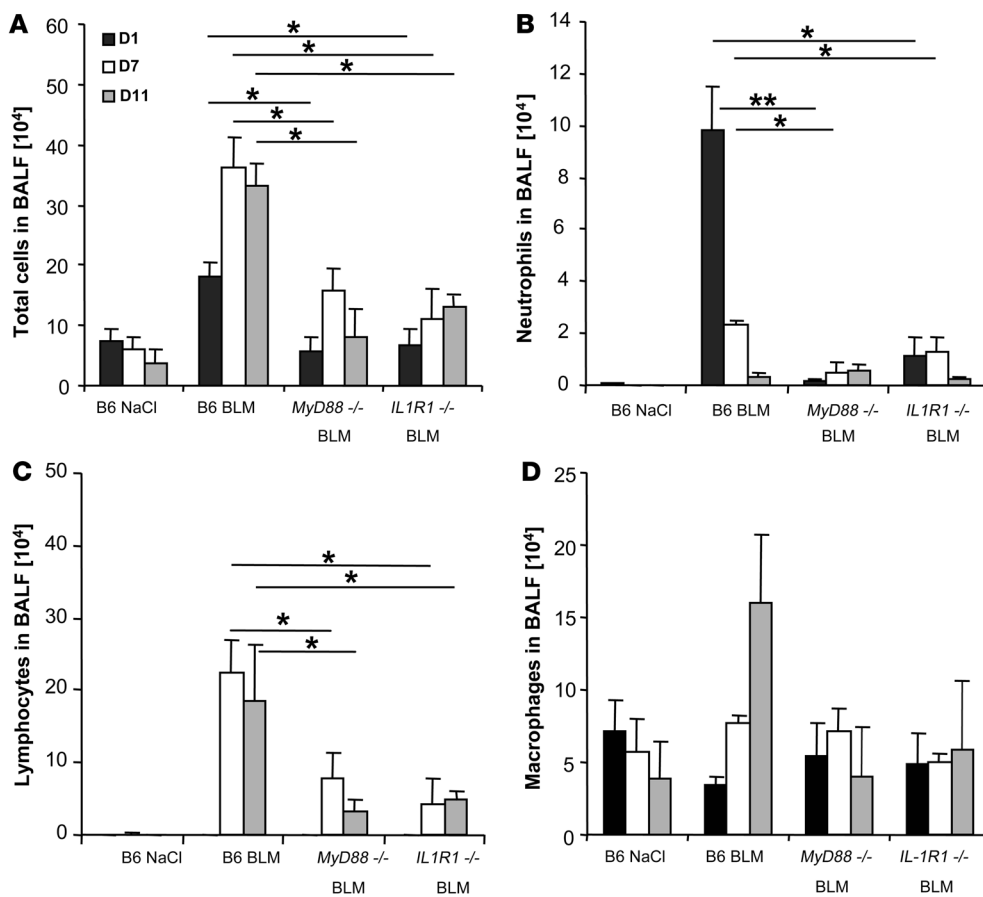 A
Total cells in BALF [10⁴]
60
50
40
30
20
10
0
D1
D7
D11
*
*
*
*
*
*
B6 NaCl B6 BLM MyD88 -/- IL1R1 -/-
BLM BLM
B
Neutrophils in BALF [10⁴]
14
12
10
8
6
4
2
0
*
*
**
*
B6 NaCl B6 BLM MyD88 -/- IL1R1 -/-
BLM BLM
C
Lymphocytes in BALF [10⁴]
50
40
30
20
10
0
*
*
*
*
B6 NaCl B6 BLM MyD88 -/- IL1R1 -/-
BLM BLM
D
Macrophages in BALF [10⁴]
25
20
15
10
5
0
B6 NaCl B6 BLM MyD88 -/- IL-1R1 -/-
BLM BLM